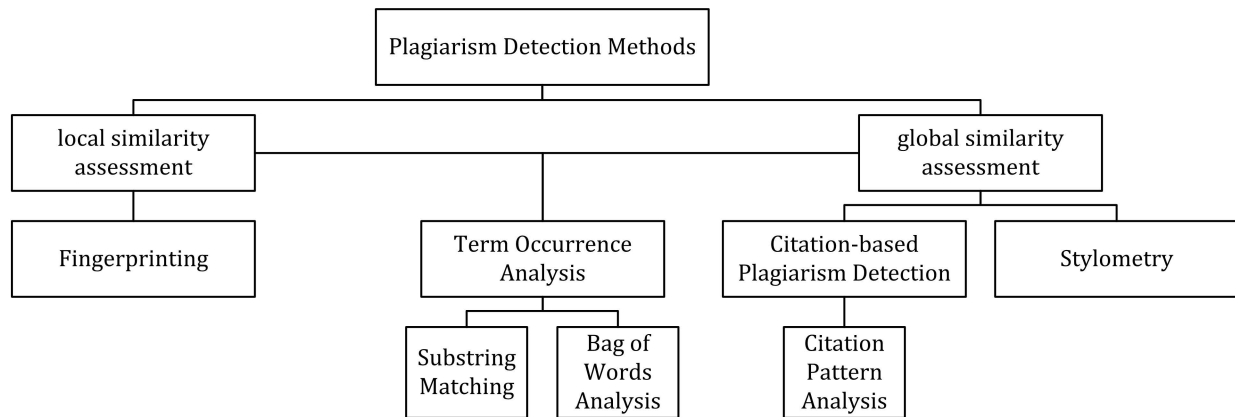 Plagiarism Detection Methods
local similarity
assessment
global similarity
assessment
Fingerprinting
Term Occurrence
Analysis
Citation-based
Plagiarism Detection
Stylometry
Substring
Matching
Bag of
Words
Analysis
Citation
Pattern
Analysis